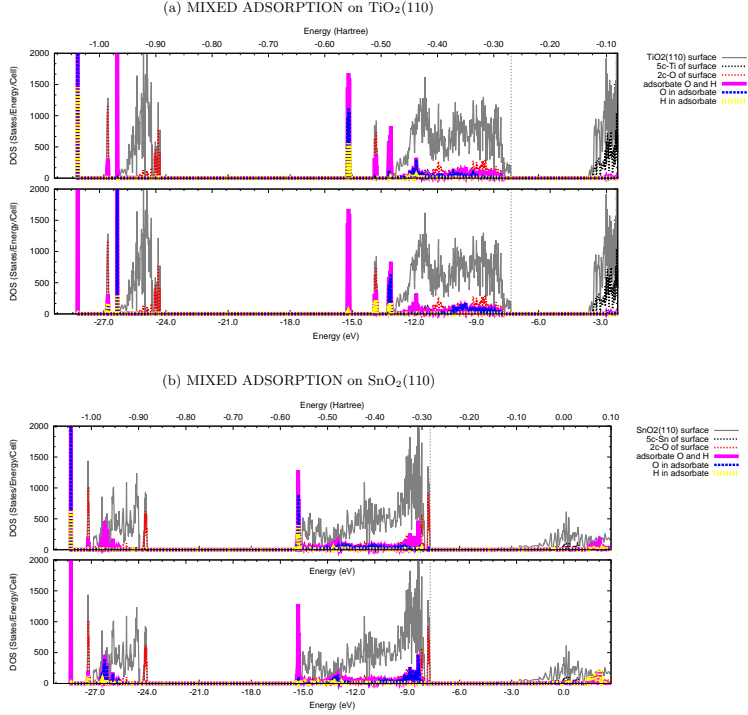 (a) MIXED ADSORPTION on TiO2(110)
Energy (Hartree)
-1.00 -0.90 -0.80 -0.70 -0.60 -0.50 -0.40 -0.30 -0.20 -0.10
DOS (States/Energy/Cell)
2000
1500
1000
500
0
TiO2(110) surface
5c-Ti of surface
2c-O of surface
adsorbate O and H
O in adsorbate
H in adsorbate
DOS (States/Energy/Cell)
2000
1500
1000
500
0
-27.0 -24.0 -21.0 -18.0 -15.0 -12.0 -9.0 -6.0 -3.0
Energy (eV)
(b) MIXED ADSORPTION on SnO2(110)
Energy (Hartree)
-1.00 -0.90 -0.80 -0.70 -0.60 -0.50 -0.40 -0.30 -0.20 -0.10 0.00 0.10
DOS (States/Energy/Cell)
2000
1500
1000
500
0
SnO2(110) surface
5c-Sn of surface
2c-O of surface
adsorbate O and H
O in adsorbate
H in adsorbate
Energy (eV)
DOS (States/Energy/Cell)
2000
1500
1000
500
0
-27.0 -24.0 -21.0 -18.0 -15.0 -12.0 -9.0 -6.0 -3.0 0.0
Energy (eV)